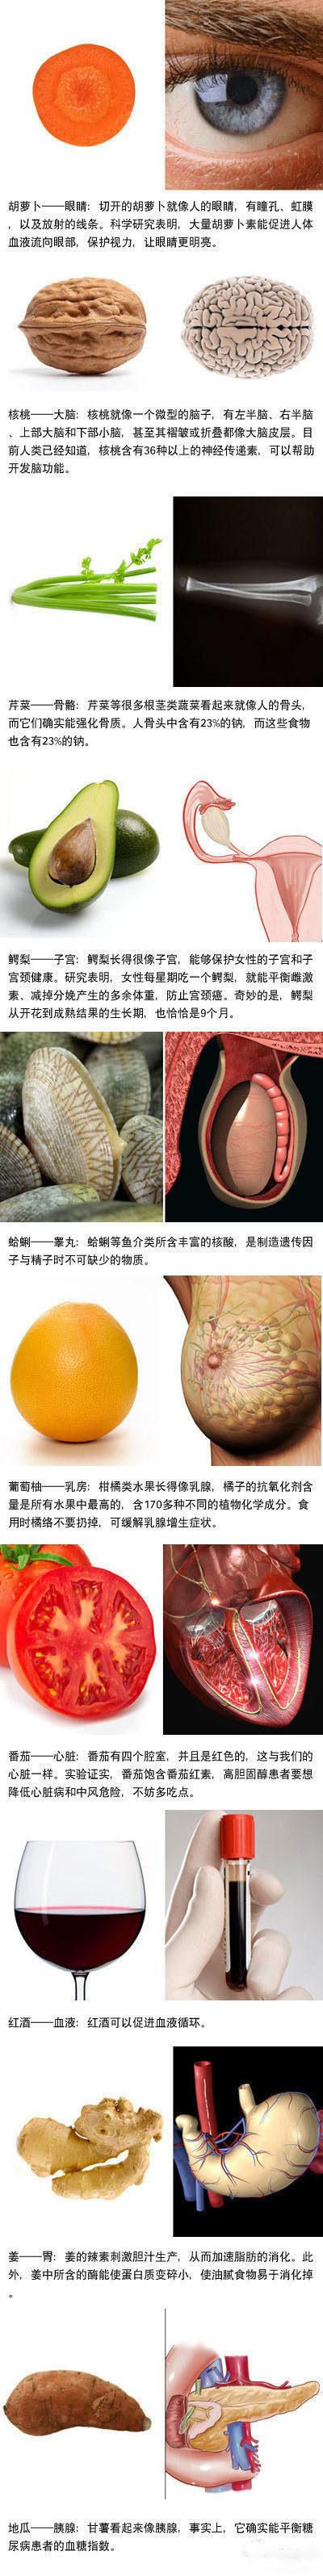 胡萝卜——眼睛：切开的胡萝卜就像人的眼睛，有瞳孔、虹膜
，以及放射的线条。科学研究表明，大量胡萝卜素能促进人体
血液流向眼部，保护视力，让眼睛更明亮。
核桃——大脑：核桃就像一个微型的脑子，有左半脑、右半脑
、上部大脑和下部小脑，甚至其褶皱或折叠都像大脑皮层。目
前人类已经知道，核桃含有36种以上的神经传递素，可以帮助
开发脑功能。
芹菜——骨骼：芹菜等很多根茎类蔬菜看起来就像人的骨头，
而它们确实能强化骨质。人骨头中含有23%的钠，而这些食物
也含有23%的钠。
鳄梨——子宫：鳄梨长得很像子宫，能够保护女性的子宫和子
宫颈健康。研究表明，女性每星期吃一个鳄梨，就能平衡雌激
素、减掉分娩产生的多余体重，防止宫颈癌。奇妙的是，鳄梨
从开花到成熟结果的生长期，也恰恰是9个月。
蛤蜊——睾丸：蛤蜊等鱼介类所含丰富的核酸，是制造遗传因
子与精子时不可缺少的物质。
葡萄柚——乳房：柑橘类水果长得像乳腺，橘子的抗氧化剂含
量是所有水果中最高的，含170多种不同的植物化学成分。食
用时橘络不要扔掉，可缓解乳腺增生症状。
番茄——心脏：番茄有四个腔室，并且是红色的，这与我们的
心脏一样。实验证实，番茄饱含番茄红素，高胆固醇患者要想
降低心脏病和中风危险，不妨多吃点。
红酒——血液：红酒可以促进血液循环。
姜——胃：姜的辣素刺激胆汁生产，从而加速脂肪的消化。此
外，姜中所含的酶能使蛋白质变碎小，使油腻食物易于消化掉
。
地瓜——胰腺：甘薯看起来像胰腺，事实上，它确实能平衡糖
尿病患者的血糖指数。